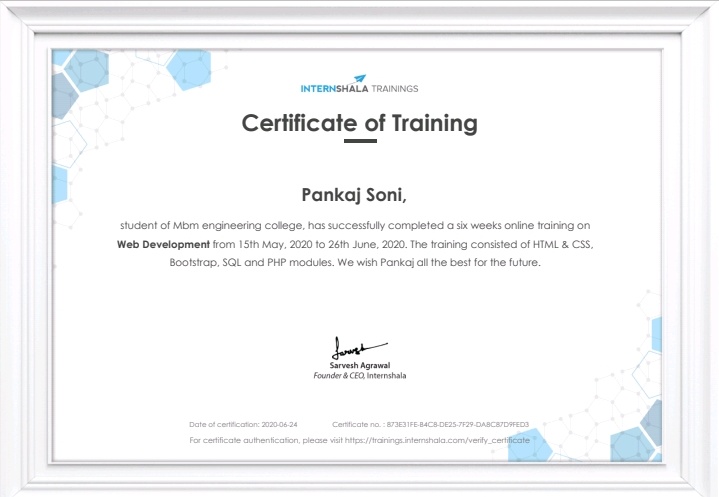 INTERNSHALA TRAININGS
Certificate of Training
Pankaj Soni,
student of Mbm engineering college, has successfully completed a six weeks online training on
Web Development from 15th May, 2020 to 26th June, 2020. The training consisted of HTML & CSS,
Bootstrap, SQL and PHP modules. We wish Pankaj all the best for the future.
Sarvesh
Sarvesh Agrawal
Founder & CEO, Internshala
Date of certification: 2020-06-24 Certificate no. : 873E31FE-B4C8-DE25-7F29-DA8C87D9FED3
For certificate authentication, please visit https://trainings.internshala.com/verify_certificate